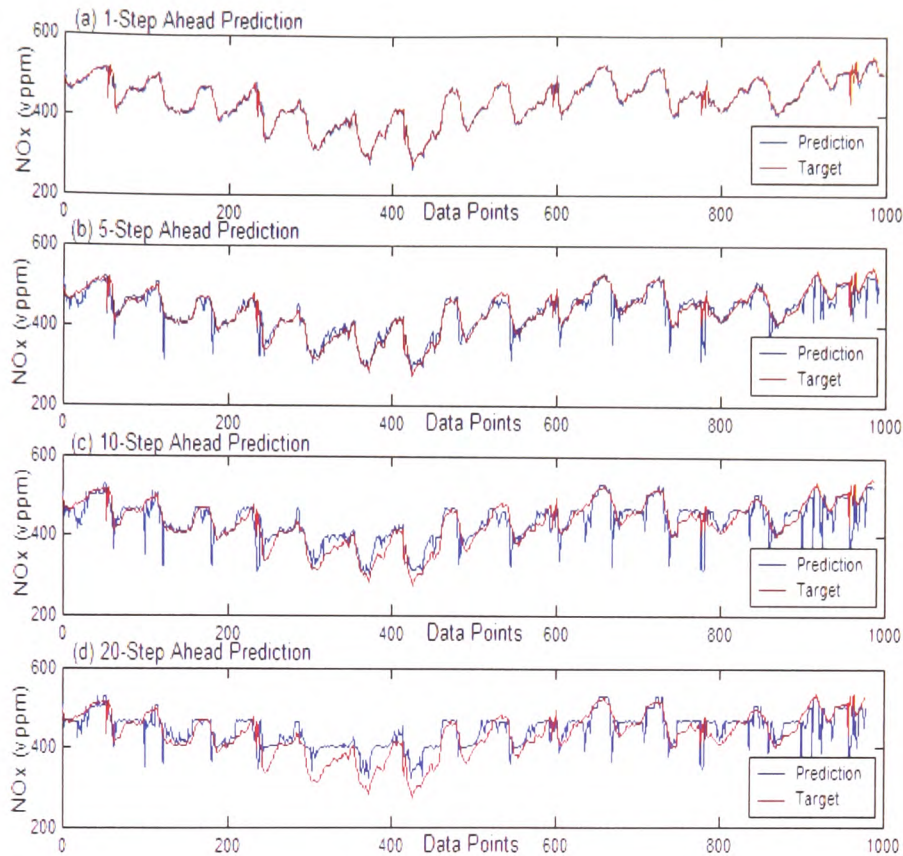 (a) 1-Step Ahead Prediction
600
400
200
NOx (vppm)
Prediction
Target
0 200 400 600 800 1000
Data Points
(b) 5-Step Ahead Prediction
600
400
200
NOx (vppm)
Prediction
Target
0 200 400 600 800 1000
Data Points
(c) 10-Step Ahead Prediction
600
400
200
NOx (vppm)
Prediction
Target
0 200 400 600 800 1000
Data Points
(d) 20-Step Ahead Prediction
600
400
200
NOx (vppm)
Prediction
Target
0 200 400 600 800 1000
Data Points